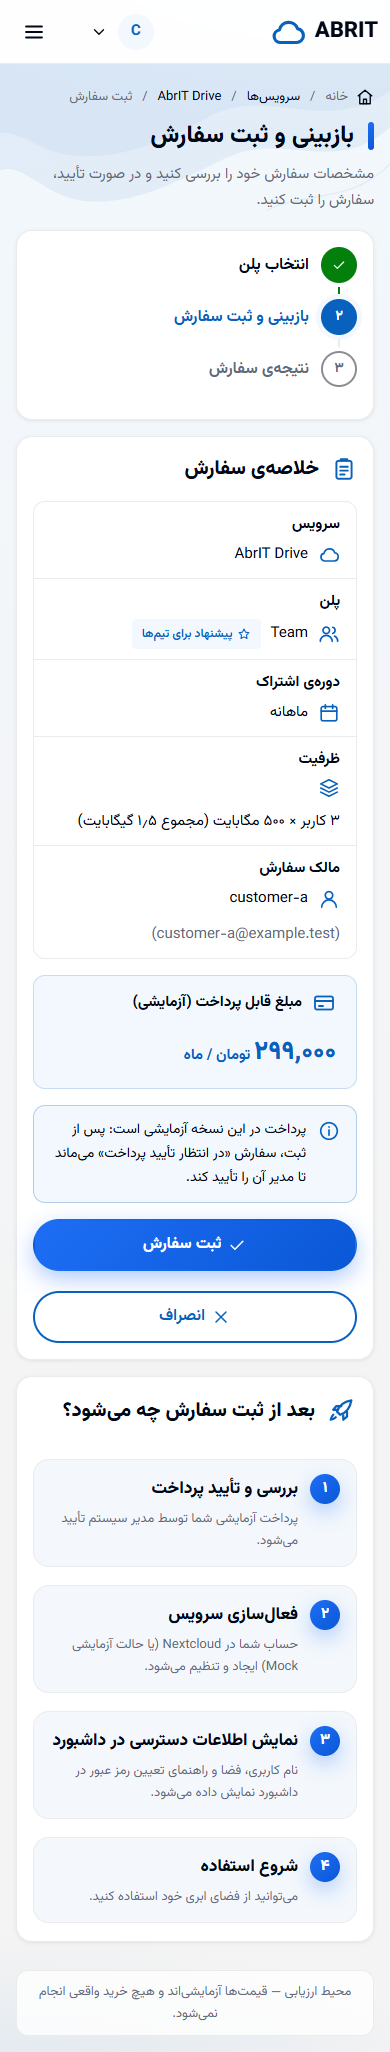 ABRIT
C
خانه / سرویس‌ها / AbrIT Drive / ثبت سفارش
بازبینی و ثبت سفارش
مشخصات سفارش خود را بررسی کنید و در صورت تأیید،
سفارش را ثبت کنید.
انتخاب پلن
۲ بازبینی و ثبت سفارش
۳ نتیجه‌ی سفارش
خلاصه‌ی سفارش
سرویس
AbrIT Drive
پلن
Team پیشنهاد برای تیم‌ها
دوره‌ی اشتراک
ماهانه
ظرفیت
۳ کاربر × ۵۰۰ مگابایت (مجموع ۱٫۵ گیگابایت)
مالک سفارش
customer-a
(customer-a@example.test)
مبلغ قابل پرداخت (آزمایشی)
۲۹۹,۰۰۰ تومان / ماه
پرداخت در این نسخه آزمایشی است: پس از
ثبت، سفارش «در انتظار تأیید پرداخت» می‌ماند
تا مدیر آن را تأیید کند.
ثبت سفارش
انصراف
بعد از ثبت سفارش چه می‌شود؟
۱ بررسی و تأیید پرداخت
پرداخت آزمایشی شما توسط مدیر سیستم تأیید
می‌شود.
۲ فعال‌سازی سرویس
حساب شما در Nextcloud (یا حالت آزمایشی
Mock) ایجاد و تنظیم می‌شود.
۳ نمایش اطلاعات دسترسی در داشبورد
نام کاربری، فضا و راهنمای تعیین رمز عبور در
داشبورد نمایش داده می‌شود.
۴ شروع استفاده
می‌توانید از فضای ابری خود استفاده کنید.
محیط ارزیابی — قیمت‌ها آزمایشی‌اند و هیچ خرید واقعی انجام
نمی‌شود.